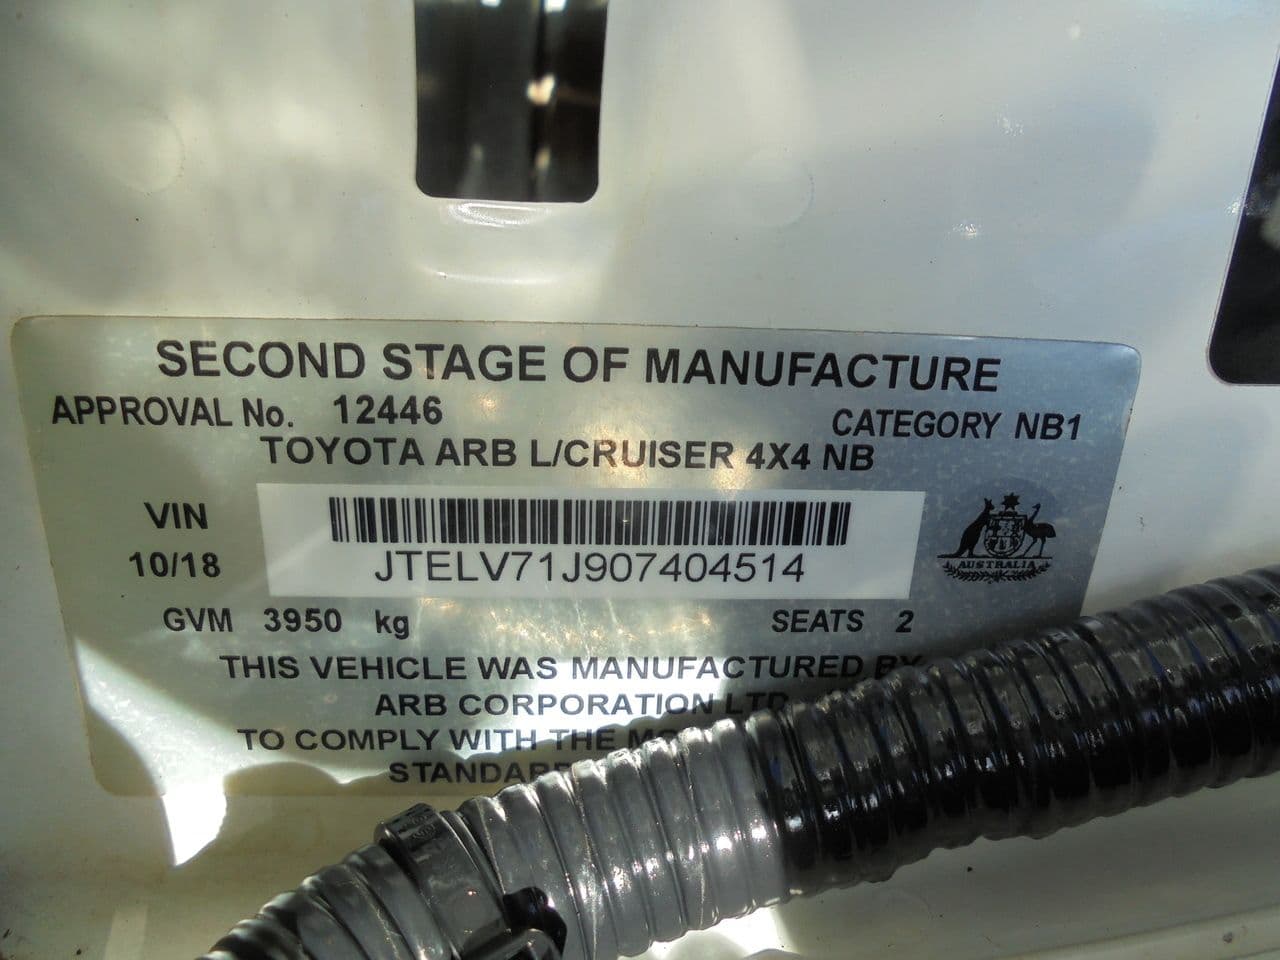 SECOND STAGE OF MANUFACTURE
APPROVAL No. 12446 CATEGORY NB1
TOYOTA ARB L/CRUISER 4X4 NB
VIN
10/18 JTELV71J907404514
AUSTRALIA
GVM 3950 kg SEATS 2
THIS VEHICLE WAS MANUFACTURED BY
ARB CORPORATION LTD
TO COMPLY WITH THE